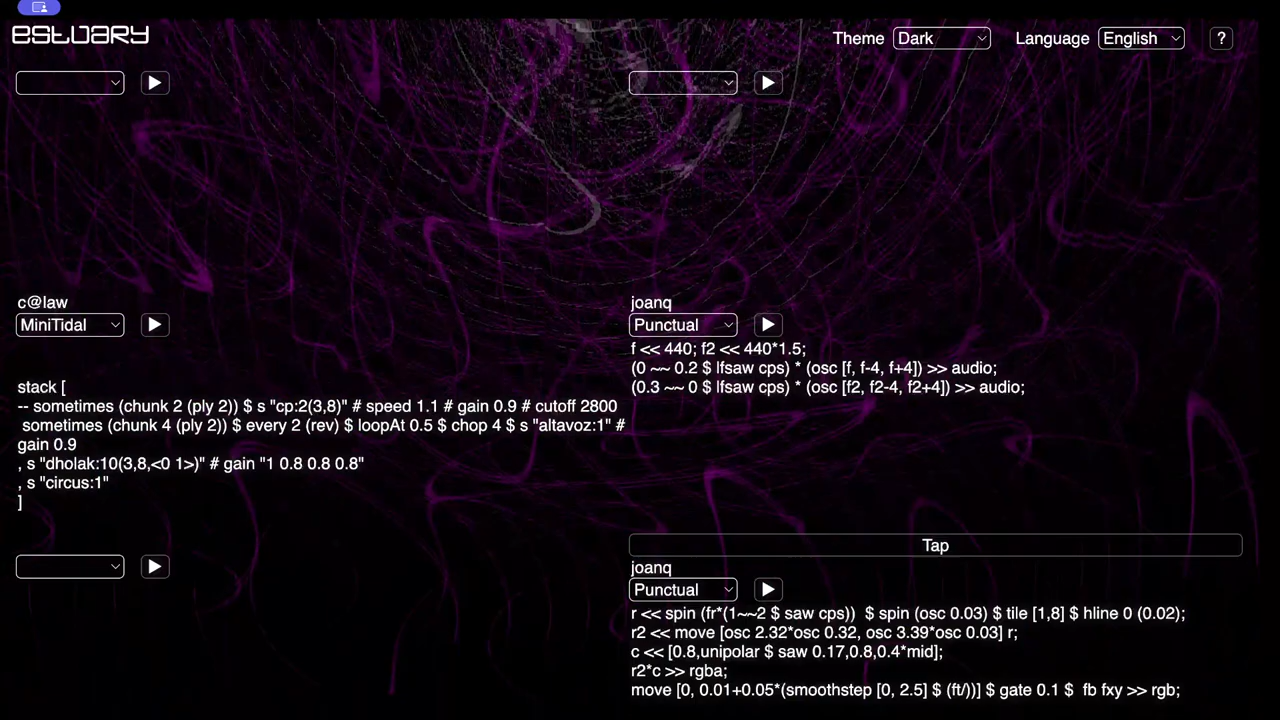 estuary
Theme Dark Language English ?
c@law
MiniTidal
stack [
-- sometimes (chunk 2 (ply 2)) $ s "cp:2(3,8)" # speed 1.1 # gain 0.9 # cutoff 2800
sometimes (chunk 4 (ply 2)) $ every 2 (rev) $ loopAt 0.5 $ chop 4 $ s "altavoz:1" #
gain 0.9
, s "dholak:10(3,8,<0 1>)" # gain "1 0.8 0.8 0.8"
, s "circus:1"
]
joanq
Punctual
f << 440; f2 << 440*1.5;
(0 ~~ 0.2 $ lfsaw cps) * (osc [f, f-4, f+4]) >> audio;
(0.3 ~~ 0 $ lfsaw cps) * (osc [f2, f2-4, f2+4]) >> audio;
Tap
joanq
Punctual
r << spin (fr*(1~~2 $ saw cps))  $ spin (osc 0.03) $ tile [1,8] $ hline 0 (0.02);
r2 << move [osc 2.32*osc 0.32, osc 3.39*osc 0.03] r;
c << [0.8,unipolar $ saw 0.17,0.8,0.4*mid];
r2*c >> rgba;
move [0, 0.01+0.05*(smoothstep [0, 2.5] $ (ft/))] $ gate 0.1 $  fb fxy >> rgb;